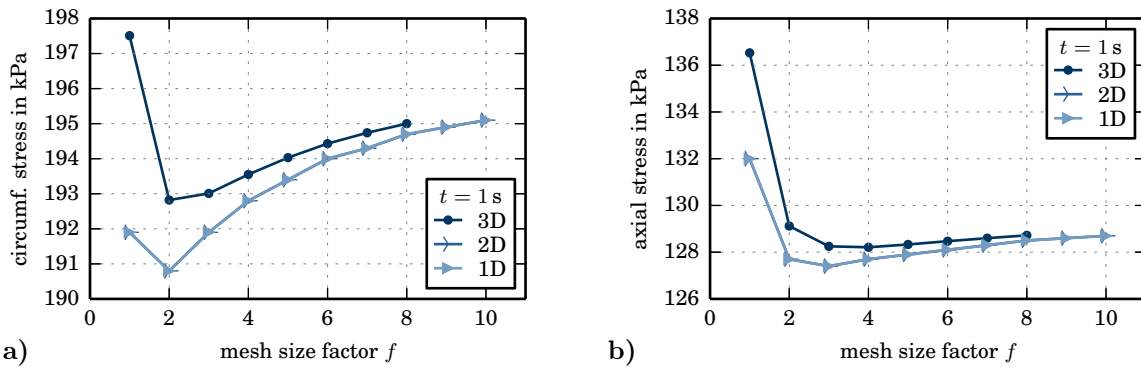 198
197
196
195
194
193
192
191
190
circumf. stress in kPa
0
2
4
6
8
10
mesh size factor f
t = 1 s
3D
2D
1D
a)
138
136
134
132
130
128
126
axial stress in kPa
0
2
4
6
8
10
mesh size factor f
t = 1 s
3D
2D
1D
b)